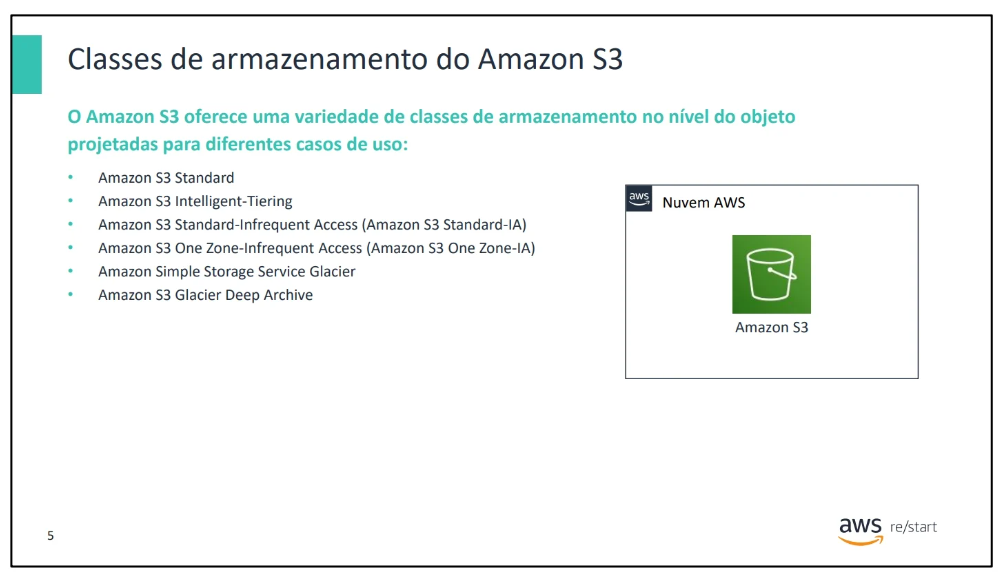 Classes de armazenamento do Amazon S3
O Amazon S3 oferece uma variedade de classes de armazenamento no nível do objeto
projetadas para diferentes casos de uso:
• Amazon S3 Standard
• Amazon S3 Intelligent-Tiering
• Amazon S3 Standard-Infrequent Access (Amazon S3 Standard-IA)
• Amazon S3 One Zone-Infrequent Access (Amazon S3 One Zone-IA)
• Amazon Simple Storage Service Glacier
• Amazon S3 Glacier Deep Archive
aws
Nuvem AWS
Amazon S3
5
aws re/start